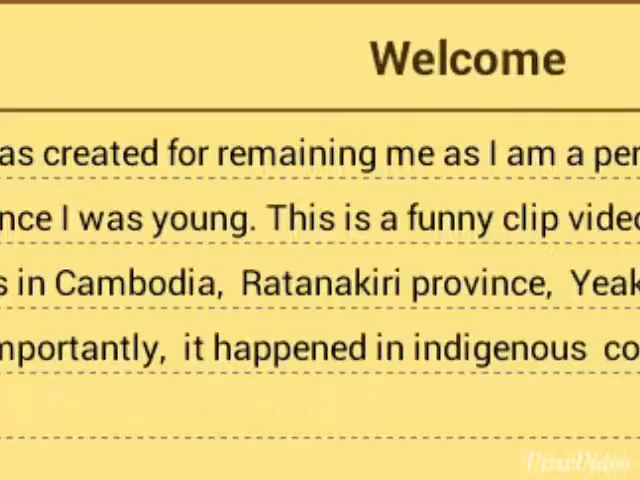 Welcome
as created for remaining me as I am a per
nce I was young. This is a funny clip video
s in Cambodia, Ratanakiri province, Yeak
mportantly, it happened in indigenous co
VivaVideo